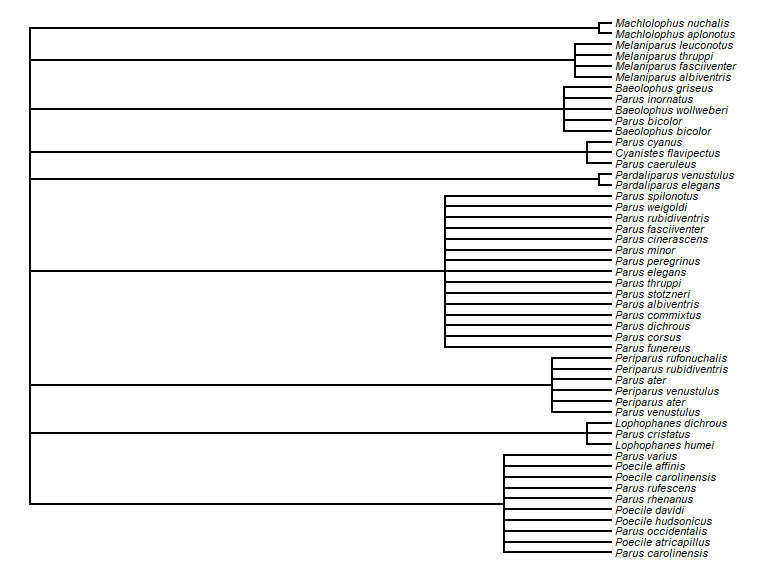 Machlolophus nuchalis
Machlolophus aplonotus
Melaniparus leuconotus
Melaniparus thruppi
Melaniparus fasciiventer
Melaniparus albiventris
Baeolophus griseus
Parus inornatus
Baeolophus wollweberi
Parus bicolor
Baeolophus bicolor
Parus cyanus
Cyanistes flavipectus
Parus caeruleus
Pardaliparus venustulus
Pardaliparus elegans
Parus spilonotus
Parus weigoldi
Parus rubidiventris
Parus fasciiventer
Parus cinerascens
Parus minor
Parus peregrinus
Parus elegans
Parus thruppi
Parus stotzneri
Parus albiventris
Parus commixtus
Parus dichrous
Parus corsus
Parus funereus
Periparus rufonuchalis
Periparus rubidiventris
Parus ater
Periparus venustulus
Periparus ater
Parus venustulus
Lophophanes dichrous
Parus cristatus
Lophophanes humei
Parus varius
Poecile affinis
Poecile carolinensis
Parus rufescens
Parus rhenanus
Poecile davidi
Poecile hudsonicus
Parus occidentalis
Poecile atricapillus
Parus carolinensis